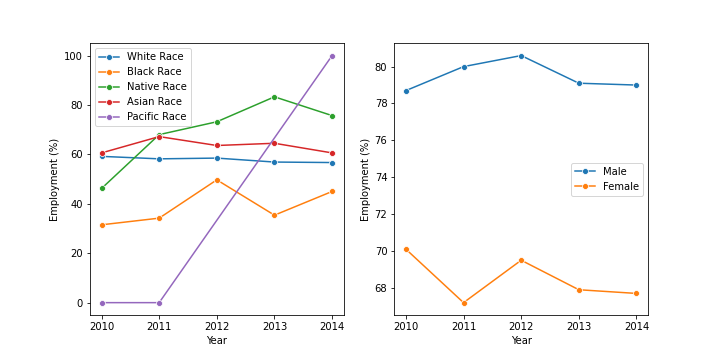 100
80
60
40
20
0
Employment (%)
2010 2011 2012 2013 2014
Year
White Race
Black Race
Native Race
Asian Race
Pacific Race
80
78
76
74
72
70
68
Employment (%)
2010 2011 2012 2013 2014
Year
Male
Female